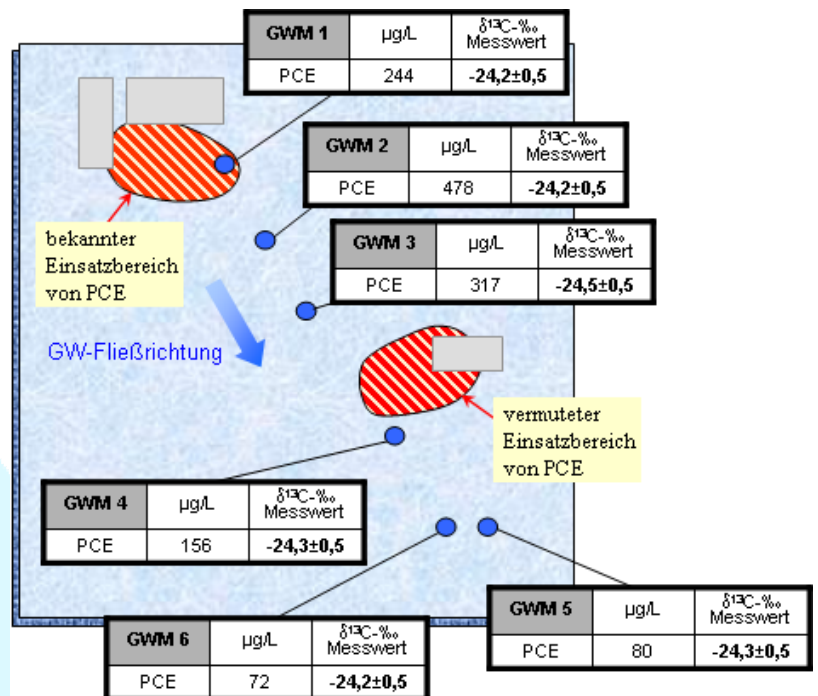 GWM 1 µg/L δ¹³C-‰ Messwert
PCE 244 -24,2±0,5
GWM 2 µg/L δ¹³C-‰ Messwert
PCE 478 -24,2±0,5
GWM 3 µg/L δ¹³C-‰ Messwert
PCE 317 -24,5±0,5
bekannter
Einsatzbereich
von PCE
GW-Fließrichtung
vermuteter
Einsatzbereich
von PCE
GWM 4 µg/L δ¹³C-‰ Messwert
PCE 156 -24,3±0,5
GWM 5 µg/L δ¹³C-‰ Messwert
PCE 80 -24,3±0,5
GWM 6 µg/L δ¹³C-‰ Messwert
PCE 72 -24,2±0,5